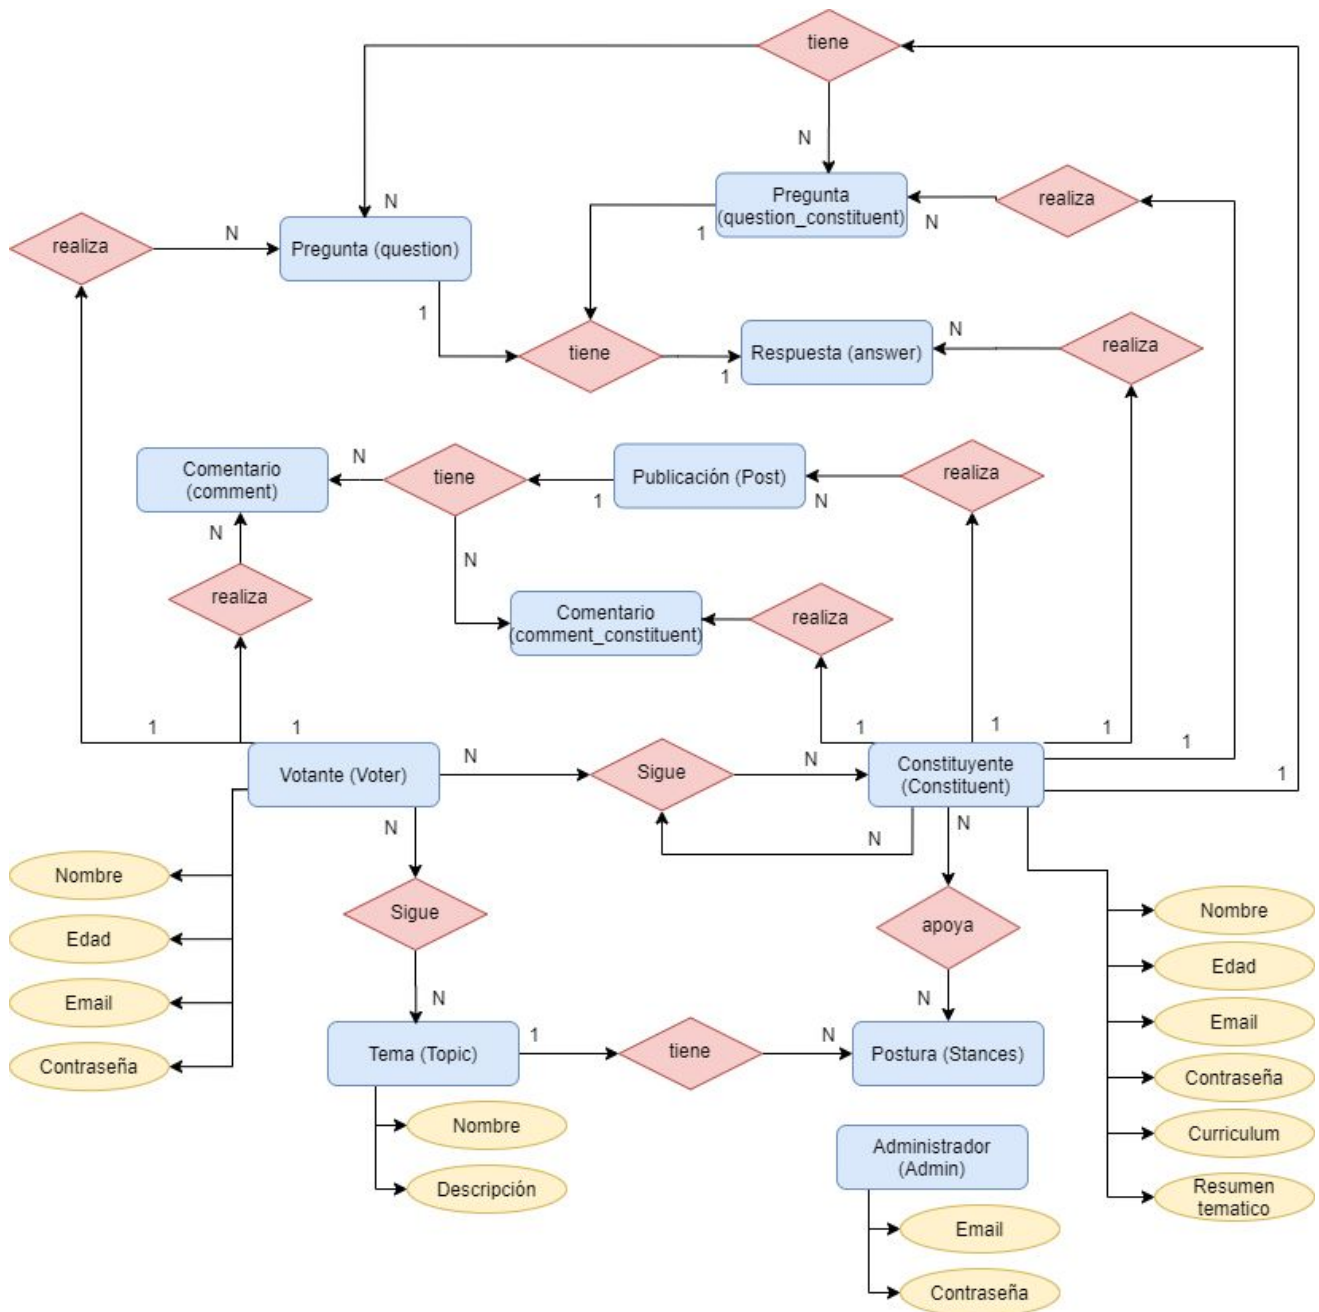 tiene
N
N
N
Pregunta
(question_constituent)
realiza
N
1
realiza
N
Pregunta (question)
1
tiene
1
Respuesta (answer)
N
realiza
Comentario
(comment)
N
tiene
1
Publicación (Post)
N
realiza
N
N
realiza
Comentario
(comment_constituent)
realiza
1
1
1
1
1
1
1
Votante (Voter)
N
Sigue
N
Constituyente
(Constituent)
N
N
N
Nombre
Edad
Email
Contraseña
Sigue
N
apoya
N
Tema (Topic)
1
tiene
N
Postura (Stances)
Nombre
Descripción
Administrador
(Admin)
Email
Contraseña
Nombre
Edad
Email
Contraseña
Curriculum
Resumen
tematico